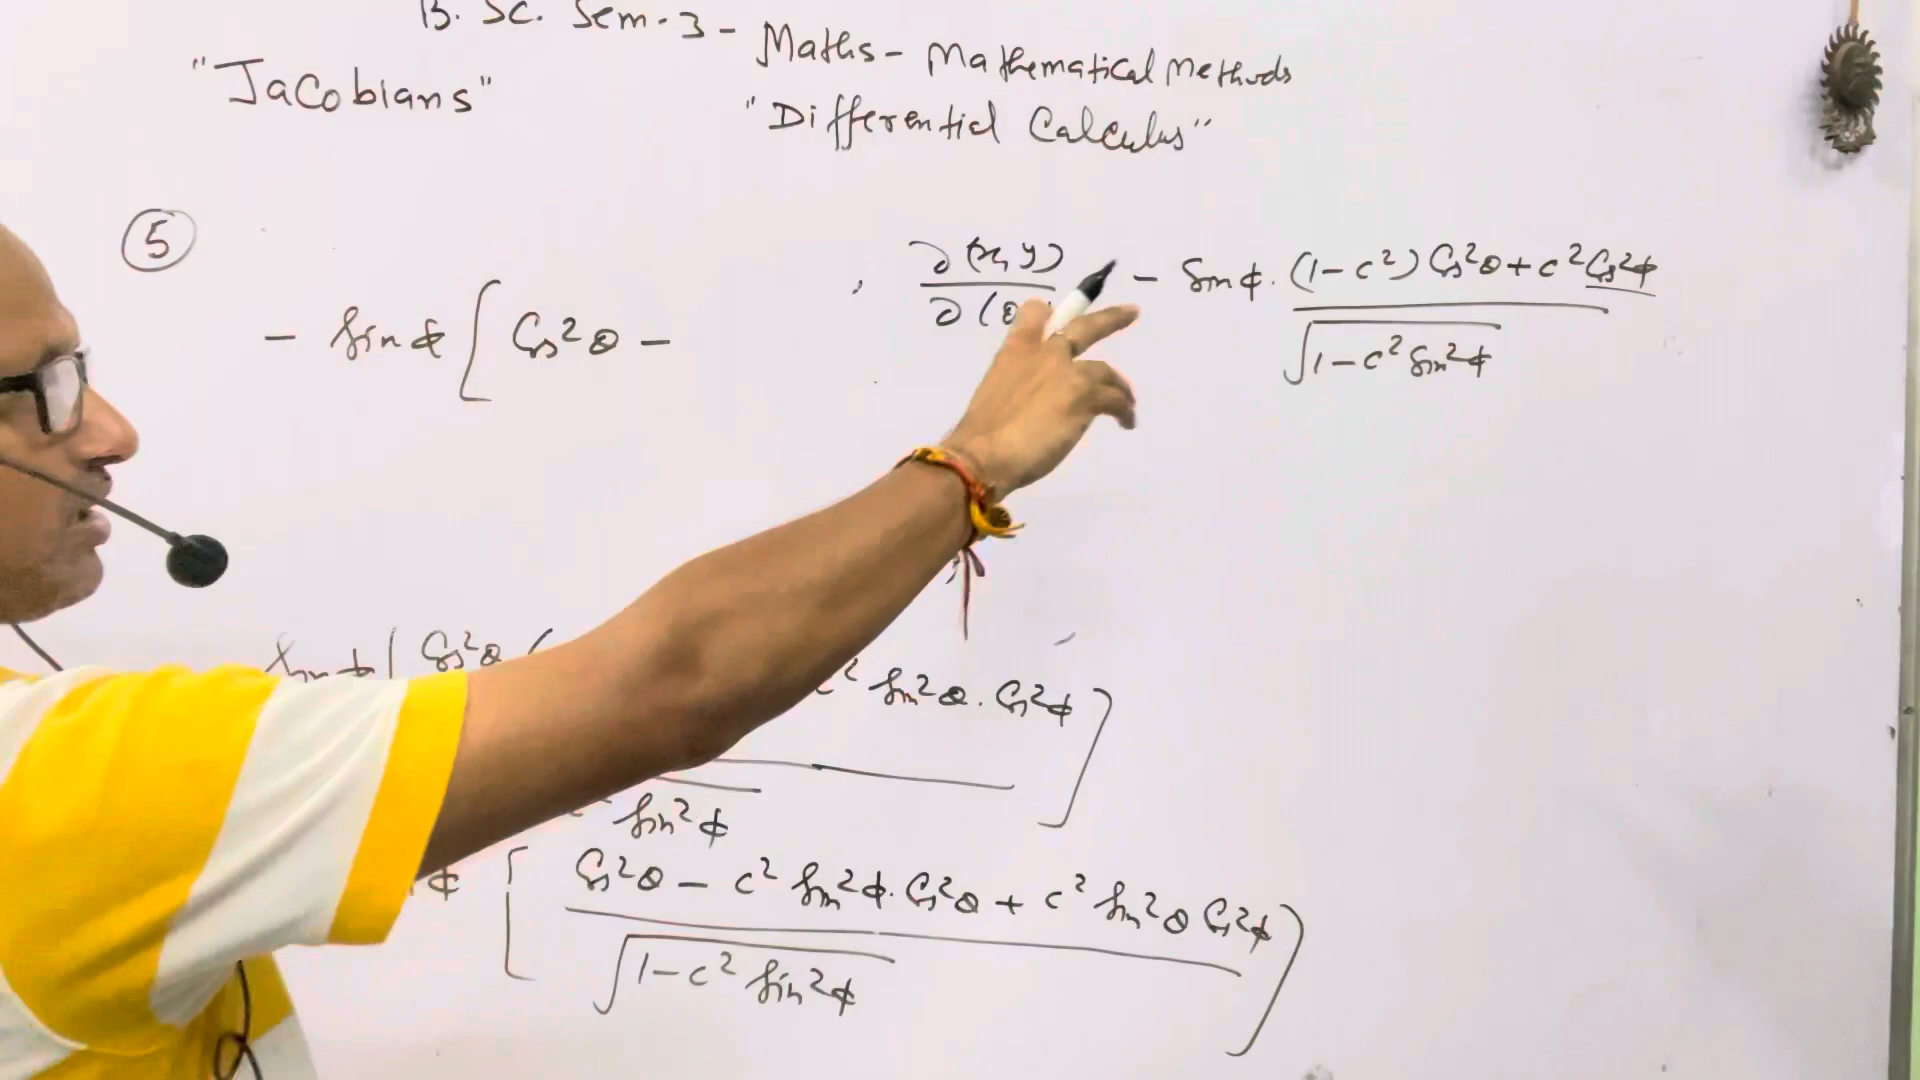 B. Sc. Sem.3 - Maths - Mathematical Methods
"Jacobians" "Differential Calculus"
(5)
∂(x, y) / ∂(θ - Sin φ. (1-c²) Cos²θ + c² Cos²φ / √1-c² Sin²φ
- Sin φ [ Cos²θ -
Sin φ [ Cos²θ ( c² Sin²θ. Cos²φ ]
Sin²φ
φ [ Cos²θ - c² Sin²φ. Cos²θ + c² Sin²θ Cos²φ / √1-c² Sin²φ ]